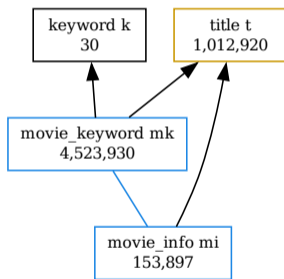 keyword k
30
title t
1,012,920
movie_keyword mk
4,523,930
movie_info mi
153,897